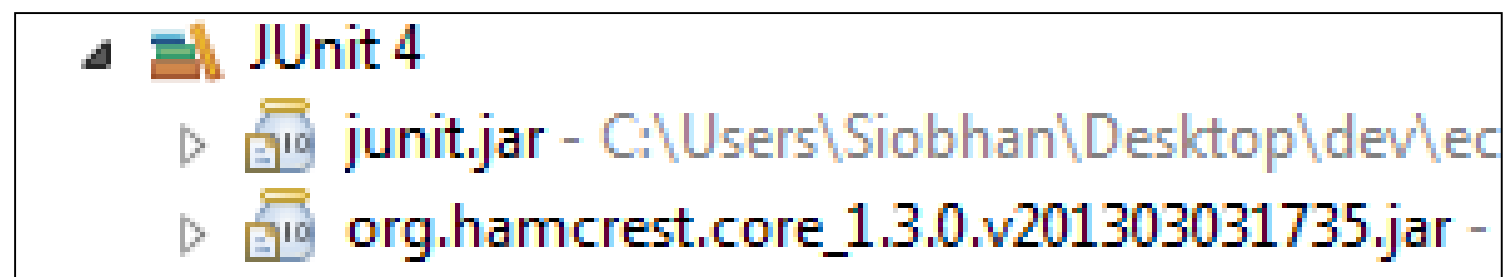 JUnit 4
junit.jar - C:\Users\Siobhan\Desktop\dev\ec
org.hamcrest.core_1.3.0.v201303031735.jar -